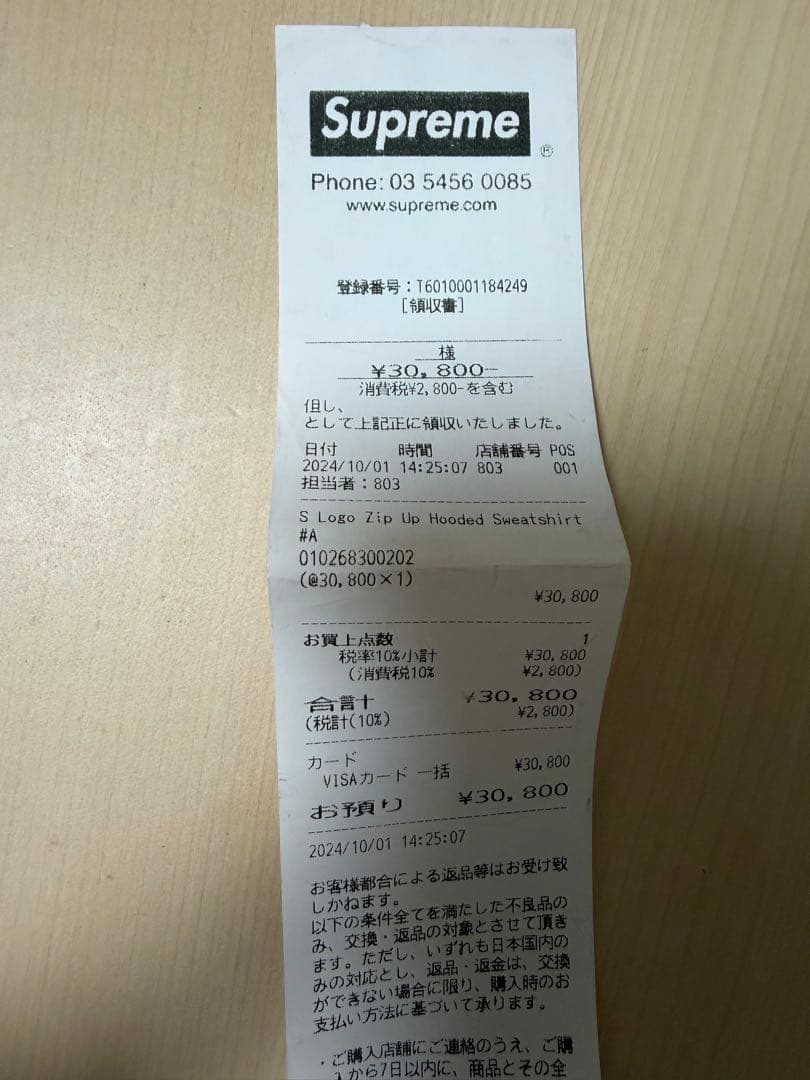 Supreme
®
Phone: 03 5456 0085
www.supreme.com
登録番号：T6010001184249
[領収書]
様
¥30,800-
消費税¥2,800-を含む
但し、
として上記正に領収いたしました。
日付 時間 店舗番号 POS
2024/10/01 14:25:07 803 001
担当者：803
S Logo Zip Up Hooded Sweatshirt
#A
010268300202
(@30,800×1)
¥30,800
お買上点数 1
税率10%小計 ¥30,800
(消費税10% ¥2,800)
合計 ¥30,800
(税計(10%) ¥2,800)
カード ¥30,800
VISAカード 一括
お預り ¥30,800
2024/10/01 14:25:07
お客様都合による返品等はお受け致
しかねます。
以下の条件全てを満たした不良品の
み、交換・返品の対象とさせて頂き
ます。ただし、いずれも日本国内の
みの対応とし、返品・返金は、交換
ができない場合に限り、購入時のお
支払い方法に基づいて承ります。
・ご購入店舗にご連絡のうえ、ご購
入から7日以内に、商品とその全